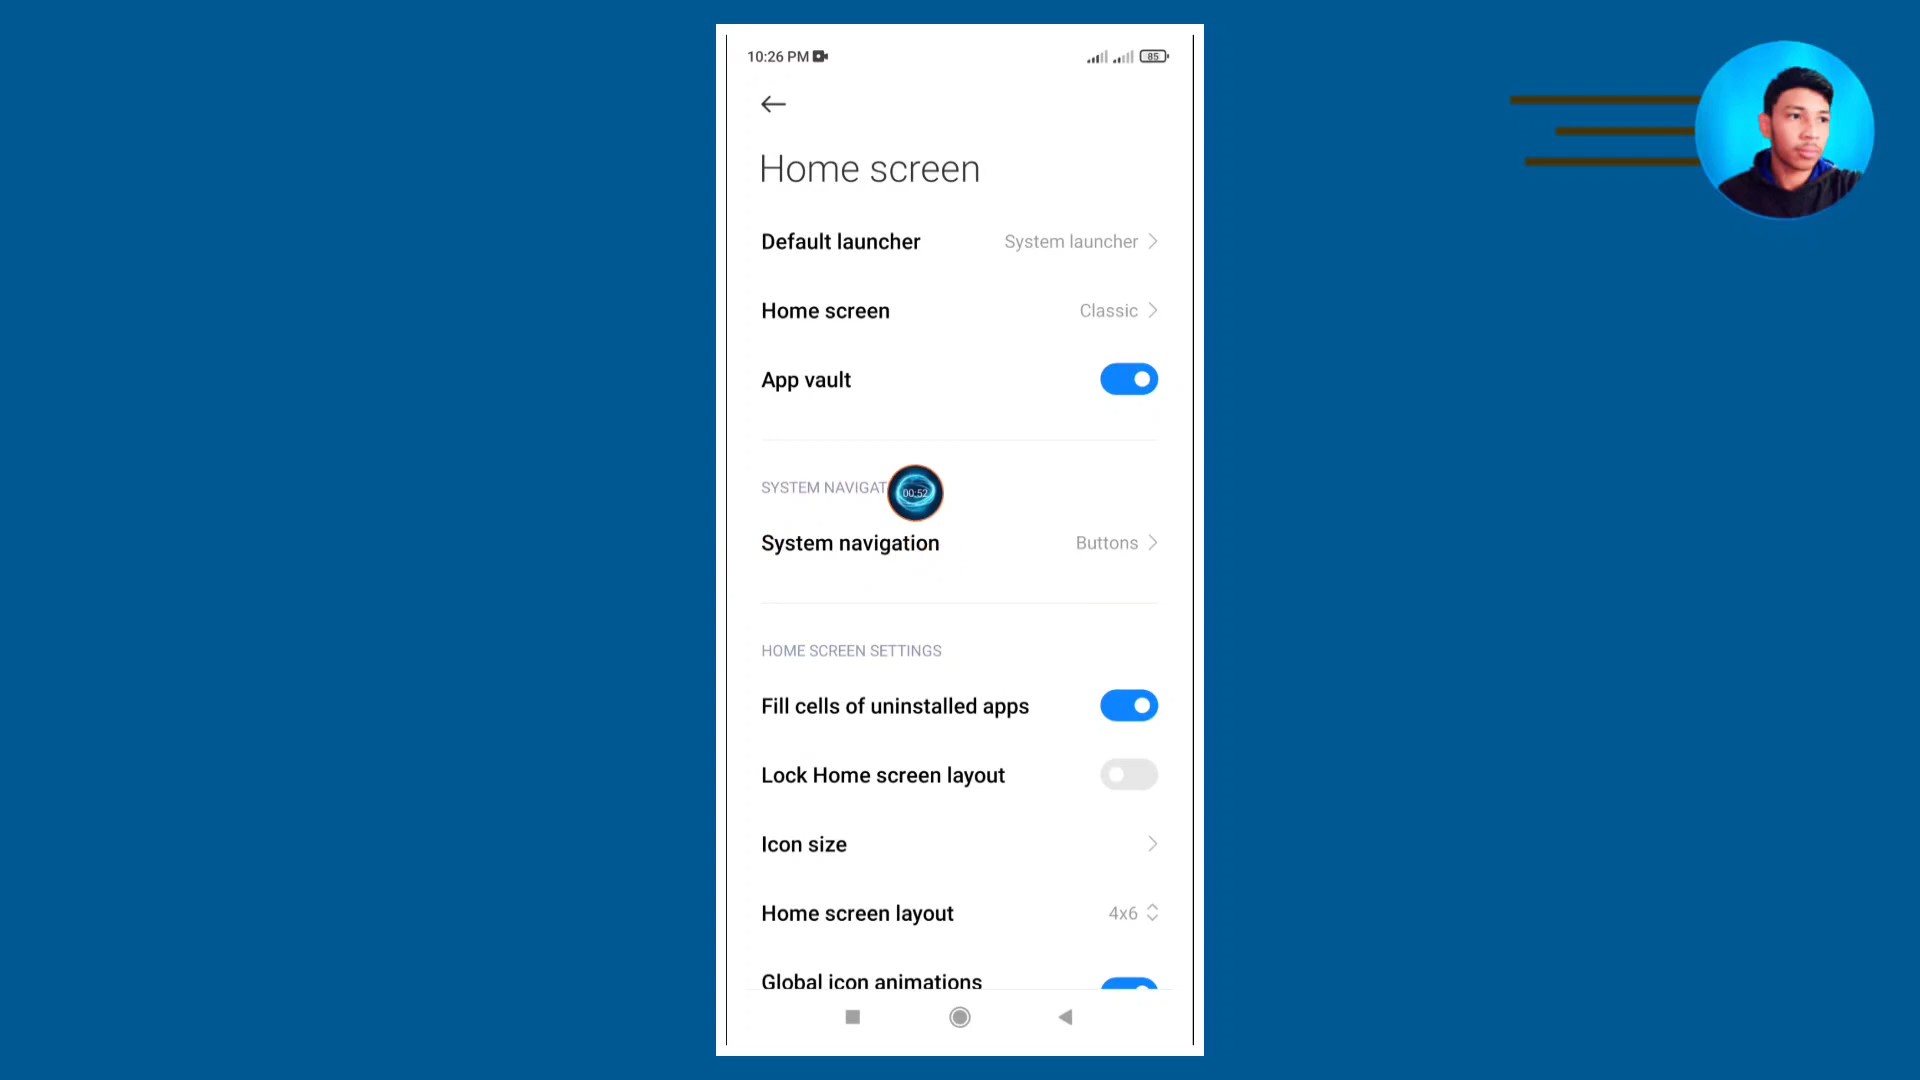 10:26 PM 85
Home screen
Default launcher System launcher
Home screen Classic
App vault
SYSTEM NAVIGAT
00:52
System navigation Buttons
HOME SCREEN SETTINGS
Fill cells of uninstalled apps
Lock Home screen layout
Icon size
Home screen layout 4x6
Global icon animations